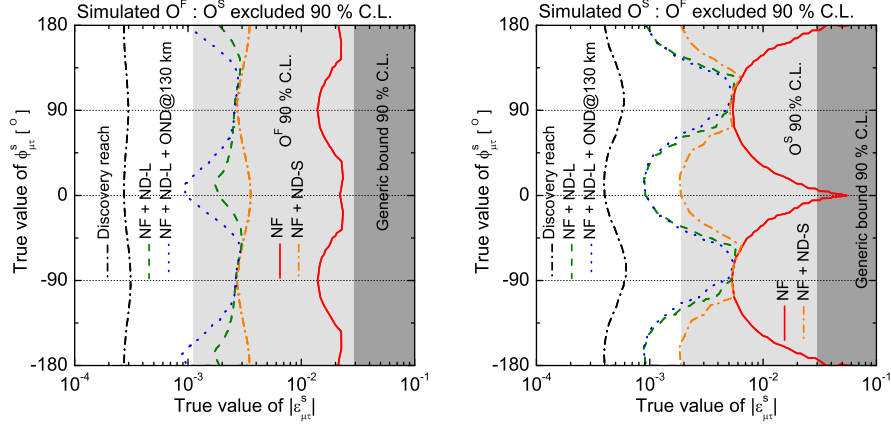 Simulated O^F : O^S excluded 90 % C.L.
True value of ϕ^s_μτ [ ° ]
180
90
0
-90
-180
Discovery reach
NF + ND-L
NF + ND-L + OND@130 km
O^F 90 % C.L.
NF
NF + ND-S
Generic bound 90 % C.L.
10^-4
10^-3
10^-2
10^-1
True value of |ε^s_μτ|
Simulated O^S : O^F excluded 90 % C.L.
True value of ϕ^s_μτ [ ° ]
180
90
0
-90
-180
Discovery reach
NF + ND-L
NF + ND-L + OND@130 km
O^S 90 % C.L.
NF
NF + ND-S
Generic bound 90 % C.L.
10^-4
10^-3
10^-2
10^-1
True value of |ε^s_μτ|